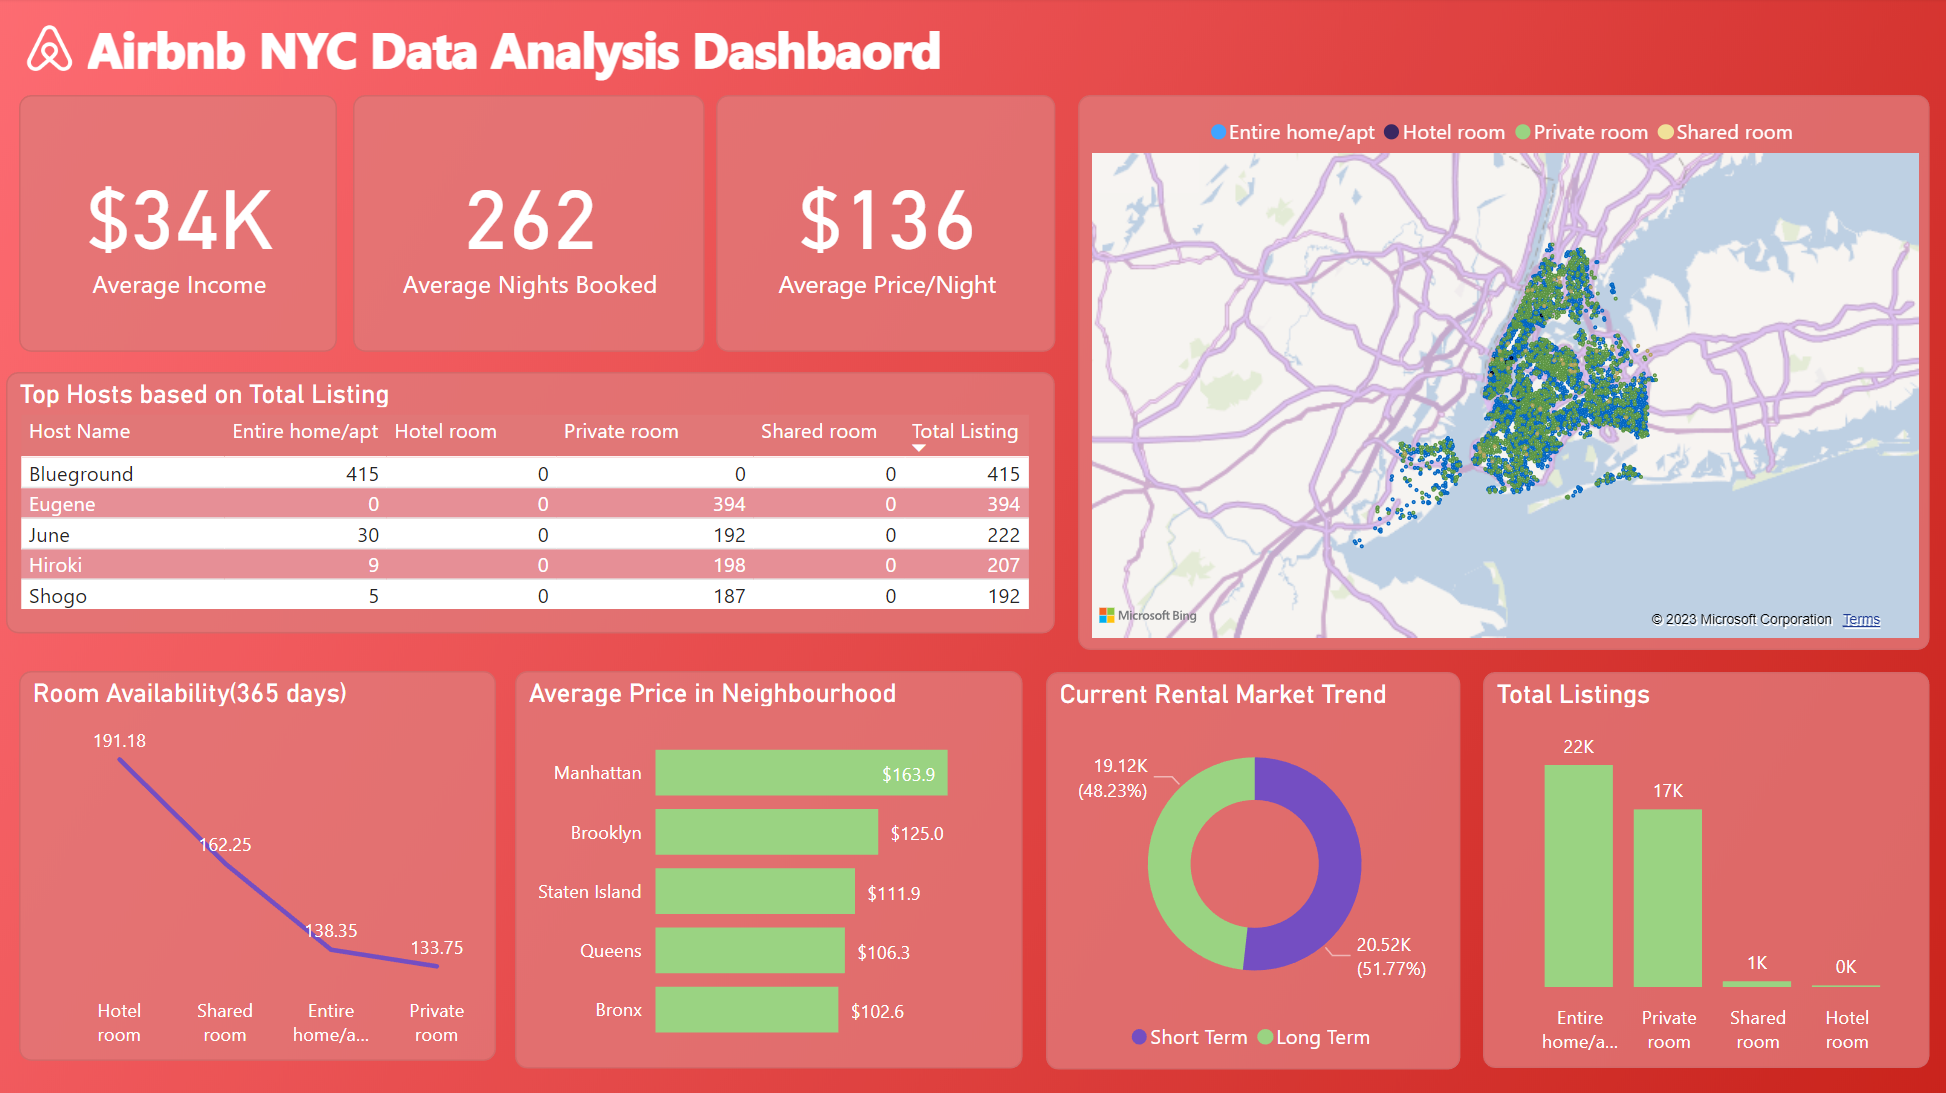 Airbnb NYC Data Analysis Dashbaord
$34K
Average Income
262
Average Nights Booked
$136
Average Price/Night
Entire home/apt Hotel room Private room Shared room
Microsoft Bing
© 2023 Microsoft Corporation Terms
Top Hosts based on Total Listing
Host Name Entire home/apt Hotel room Private room Shared room Total Listing
Blueground 415 0 0 0 415
Eugene 0 0 394 0 394
June 30 0 192 0 222
Hiroki 9 0 198 0 207
Shogo 5 0 187 0 192
Room Availability(365 days)
191.18
162.25
138.35
133.75
Hotel room
Shared room
Entire home/a...
Private room
Average Price in Neighbourhood
Manhattan $163.9
Brooklyn $125.0
Staten Island $111.9
Queens $106.3
Bronx $102.6
Current Rental Market Trend
19.12K
(48.23%)
20.52K
(51.77%)
Short Term Long Term
Total Listings
22K
17K
1K
0K
Entire home/a...
Private room
Shared room
Hotel room